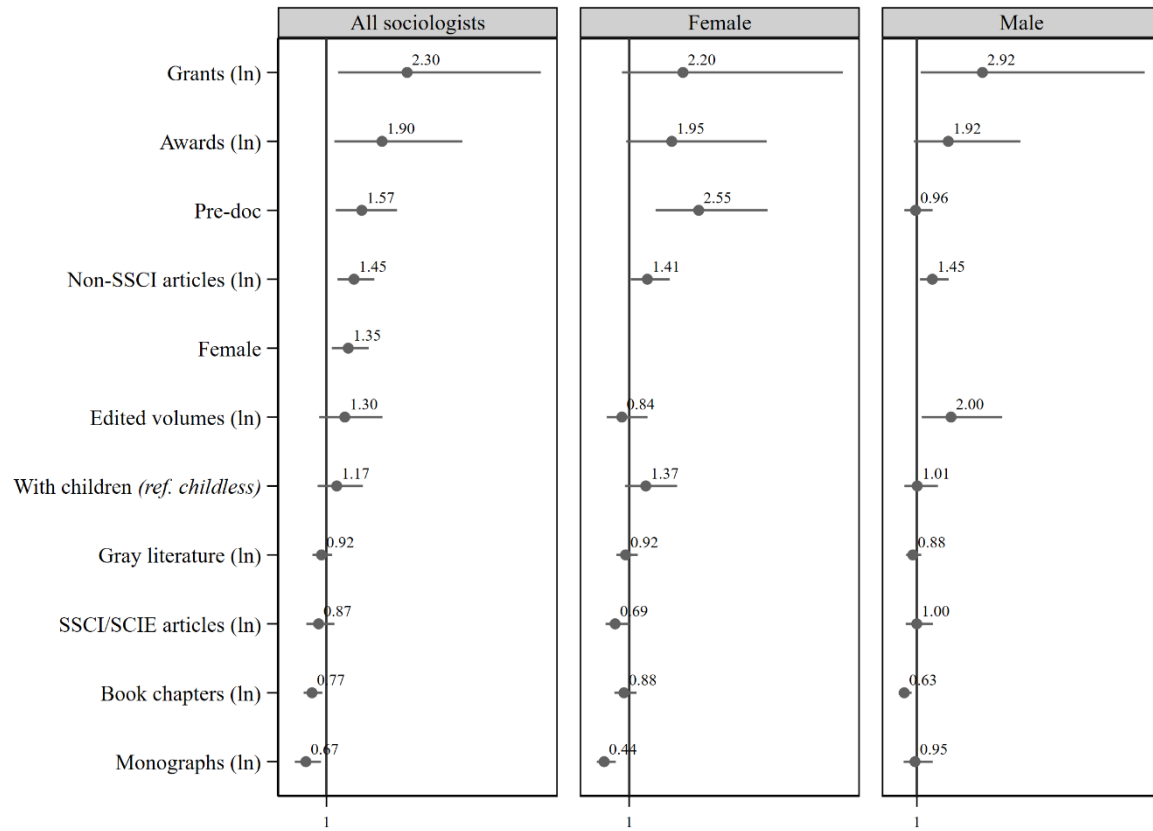 All sociologists Female Male
Grants (ln) 2.30 2.20 2.92
Awards (ln) 1.90 1.95 1.92
Pre-doc 1.57 2.55 0.96
Non-SSCI articles (ln) 1.45 1.41 1.45
Female 1.35
Edited volumes (ln) 1.30 0.84 2.00
With children (ref. childless) 1.17 1.37 1.01
Gray literature (ln) 0.92 0.92 0.88
SSCI/SCIE articles (ln) 0.87 0.69 1.00
Book chapters (ln) 0.77 0.88 0.63
Monographs (ln) 0.67 0.44 0.95
1 1 1